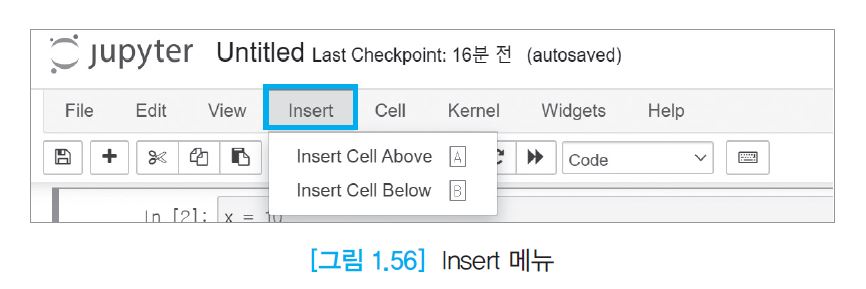 jupyter Untitled Last Checkpoint: 16분 전 (autosaved)
File Edit View Insert Cell Kernel Widgets Help
Insert Cell Above A
Code
Insert Cell Below B
In [2]: x = 10
[그림 1.56] Insert 메뉴